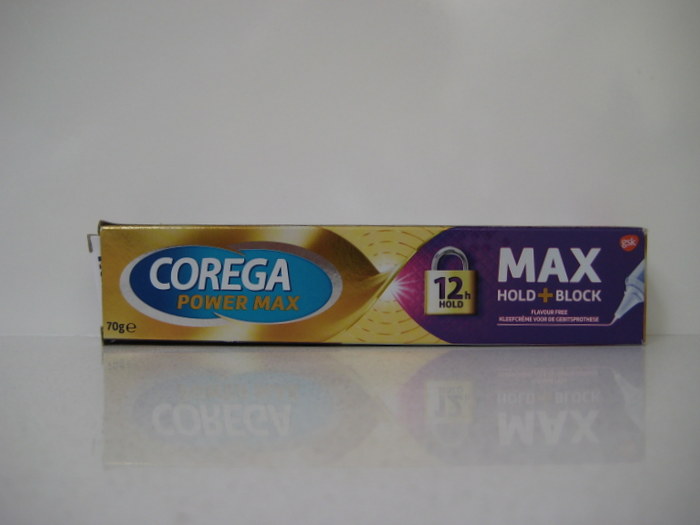 COREGA
POWER MAX
70g e
12h
HOLD
MAX
HOLD+BLOCK
FLAVOUR FREE
KLEEFCRÈME VOOR DE GEBITSPROTHESE
gsk